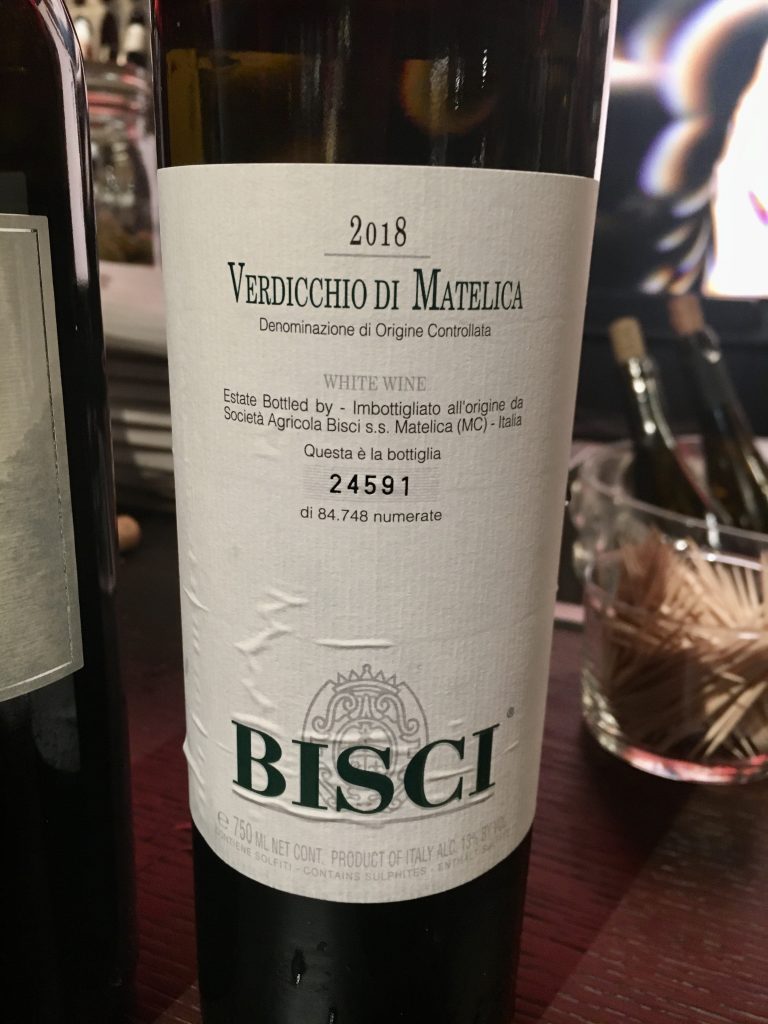 2018
VERDICCHIO DI MATELICA
Denominazione di Origine Controllata
WHITE WINE
Estate Bottled by - Imbottigliato all'origine da
Società Agricola Bisci s.s. Matelica (MC) - Italia
Questa è la bottiglia
24591
di 84.748 numerate
BISCI ®
℮ 750 ML NET CONT. PRODUCT OF ITALY ALC. 13% BY VOL
CONTIENE SOLFITI - CONTAINS SULPHITES -